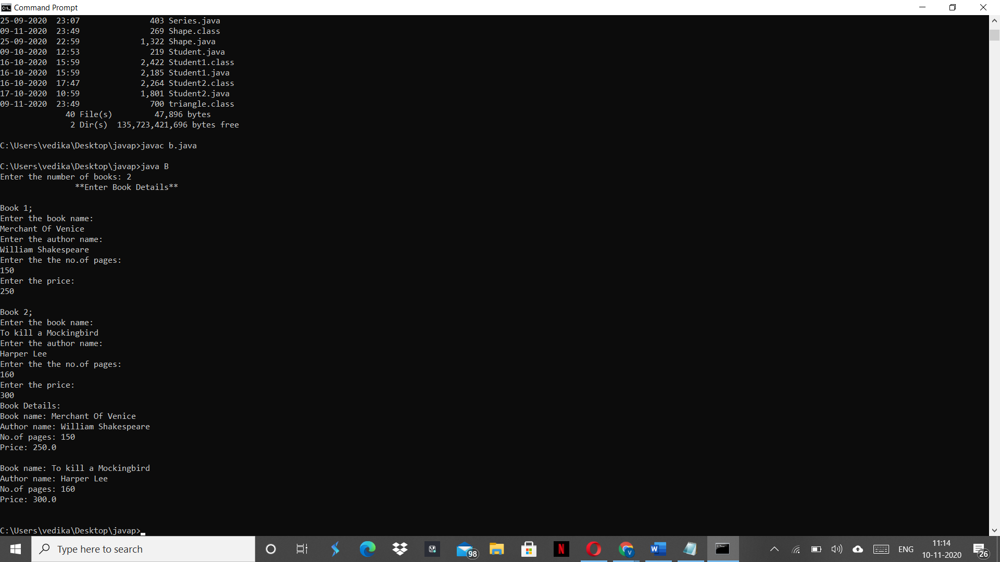 Command Prompt
25-09-2020  23:07               403 Series.java
09-11-2020  23:49               269 Shape.class
25-09-2020  22:59             1,322 Shape.java
09-10-2020  12:53               219 Student.java
16-10-2020  15:59             2,422 Student1.class
16-10-2020  15:59             2,185 Student1.java
16-10-2020  17:47             2,264 Student2.class
17-10-2020  10:59             1,801 Student2.java
09-11-2020  23:49               700 triangle.class
              40 File(s)         47,896 bytes
               2 Dir(s)  135,723,421,696 bytes free
C:\Users\vedika\Desktop\javap>javac b.java
C:\Users\vedika\Desktop\javap>java B
Enter the number of books: 2
                **Enter Book Details**
Book 1;
Enter the book name:
Merchant Of Venice
Enter the author name:
William Shakespeare
Enter the the no.of pages:
150
Enter the price:
250
Book 2;
Enter the book name:
To kill a Mockingbird
Enter the author name:
Harper Lee
Enter the the no.of pages:
160
Enter the price:
300
Book Details:
Book name: Merchant Of Venice
Author name: William Shakespeare
No.of pages: 150
Price: 250.0
Book name: To kill a Mockingbird
Author name: Harper Lee
No.of pages: 160
Price: 300.0
C:\Users\vedika\Desktop\javap>
Type here to search
98
N
V
W
ENG
11:14
10-11-2020
26